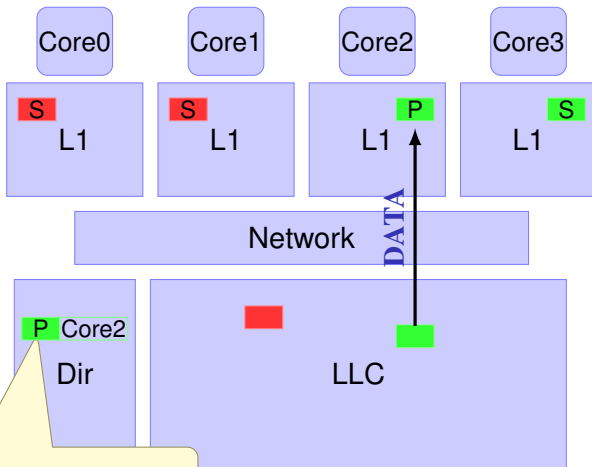 Core0 Core1 Core2 Core3
S S P S
L1 L1 L1 L1
DATA
Network
P Core2
Dir LLC